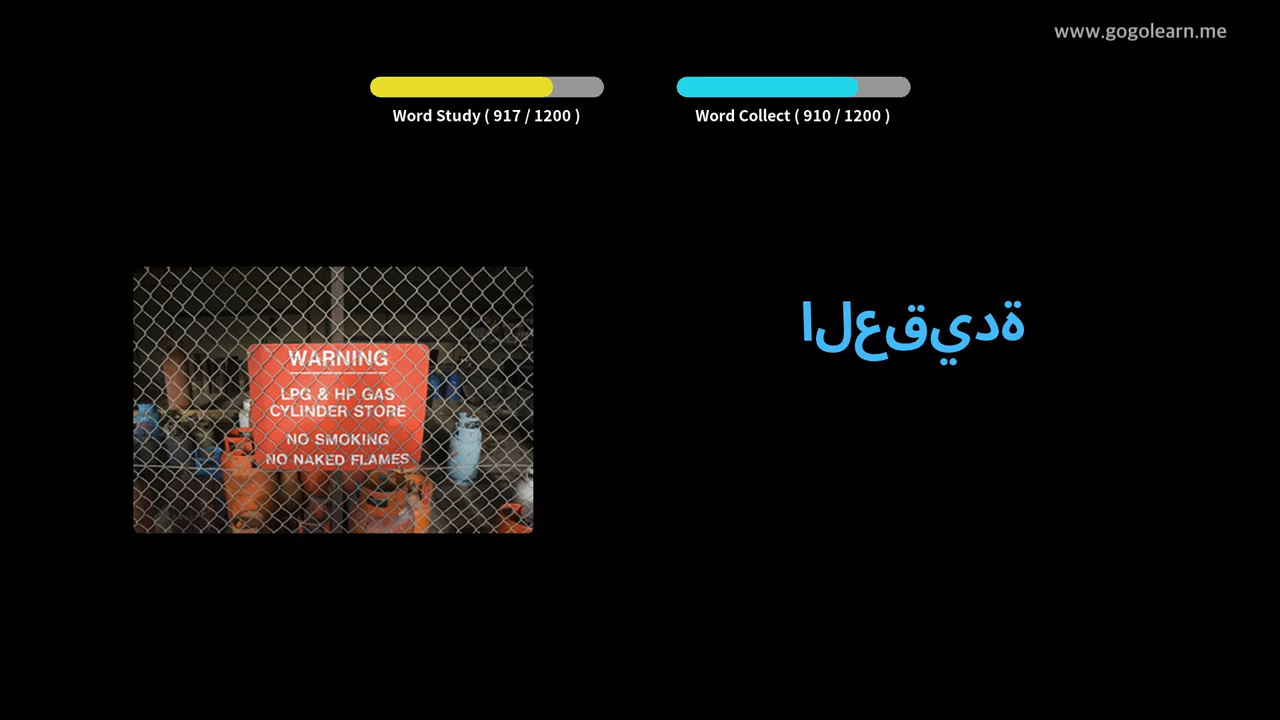 www.gogolearn.me
Word Study ( 917 / 1200 )
Word Collect ( 910 / 1200 )
العقيدة
WARNING
LPG & HP GAS
CYLINDER STORE
NO SMOKING
NO NAKED FLAMES